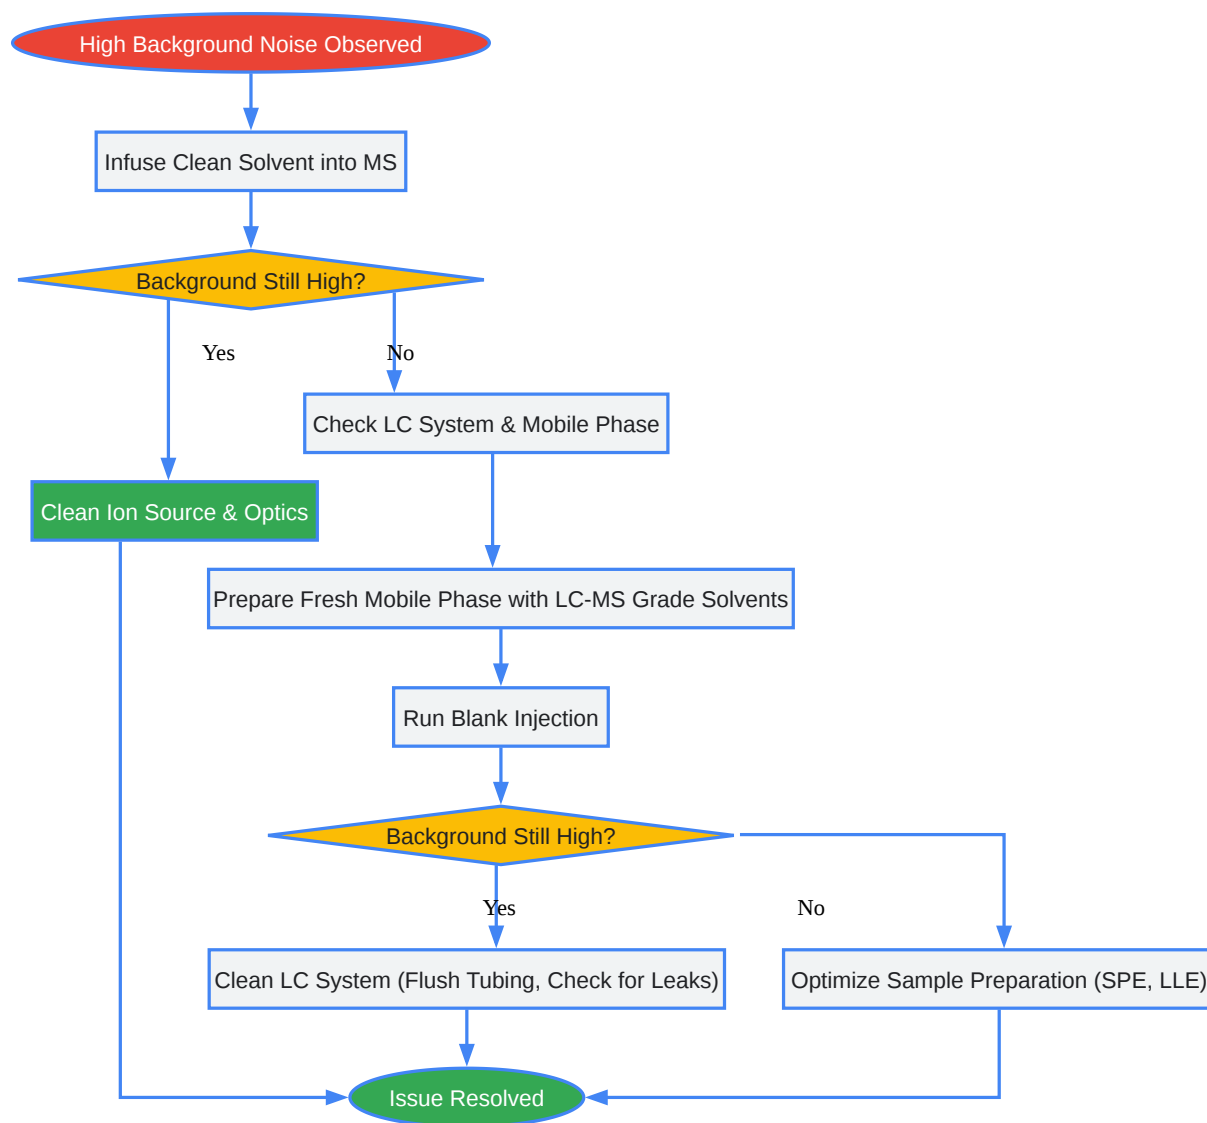 High Background Noise Observed
Infuse Clean Solvent into MS
Background Still High?
Yes
No
Check LC System & Mobile Phase
Clean Ion Source & Optics
Prepare Fresh Mobile Phase with LC-MS Grade Solvents
Run Blank Injection
Background Still High?
Yes
No
Clean LC System (Flush Tubing, Check for Leaks)
Optimize Sample Preparation (SPE, LLE)
Issue Resolved